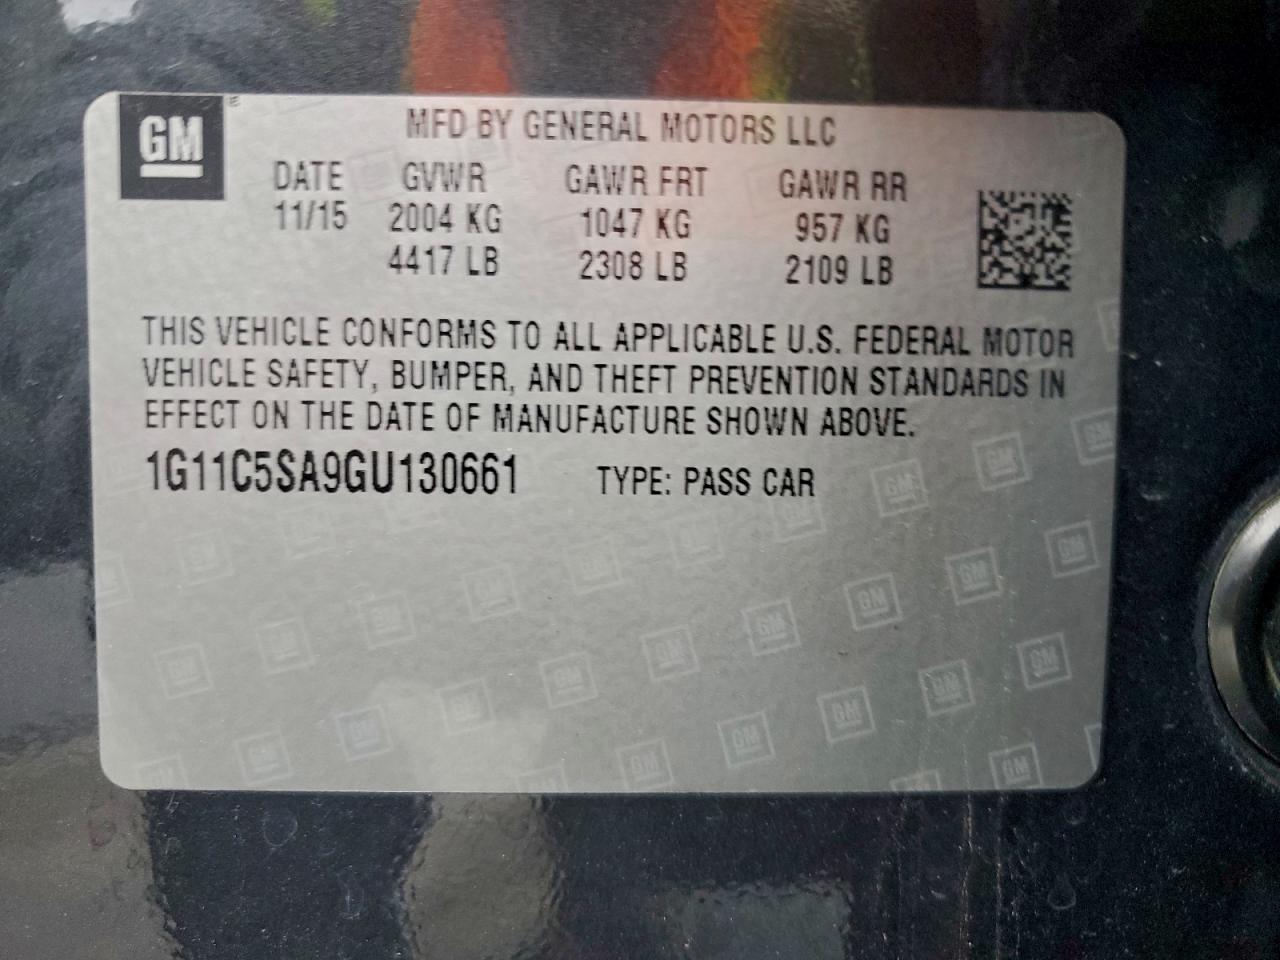 GM
MFD BY GENERAL MOTORS LLC
DATE GVWR GAWR FRT GAWR RR
11/15 2004 KG 1047 KG 957 KG
4417 LB 2308 LB 2109 LB
THIS VEHICLE CONFORMS TO ALL APPLICABLE U.S. FEDERAL MOTOR
VEHICLE SAFETY, BUMPER, AND THEFT PREVENTION STANDARDS IN
EFFECT ON THE DATE OF MANUFACTURE SHOWN ABOVE.
1G11C5SA9GU130661 TYPE: PASS CAR